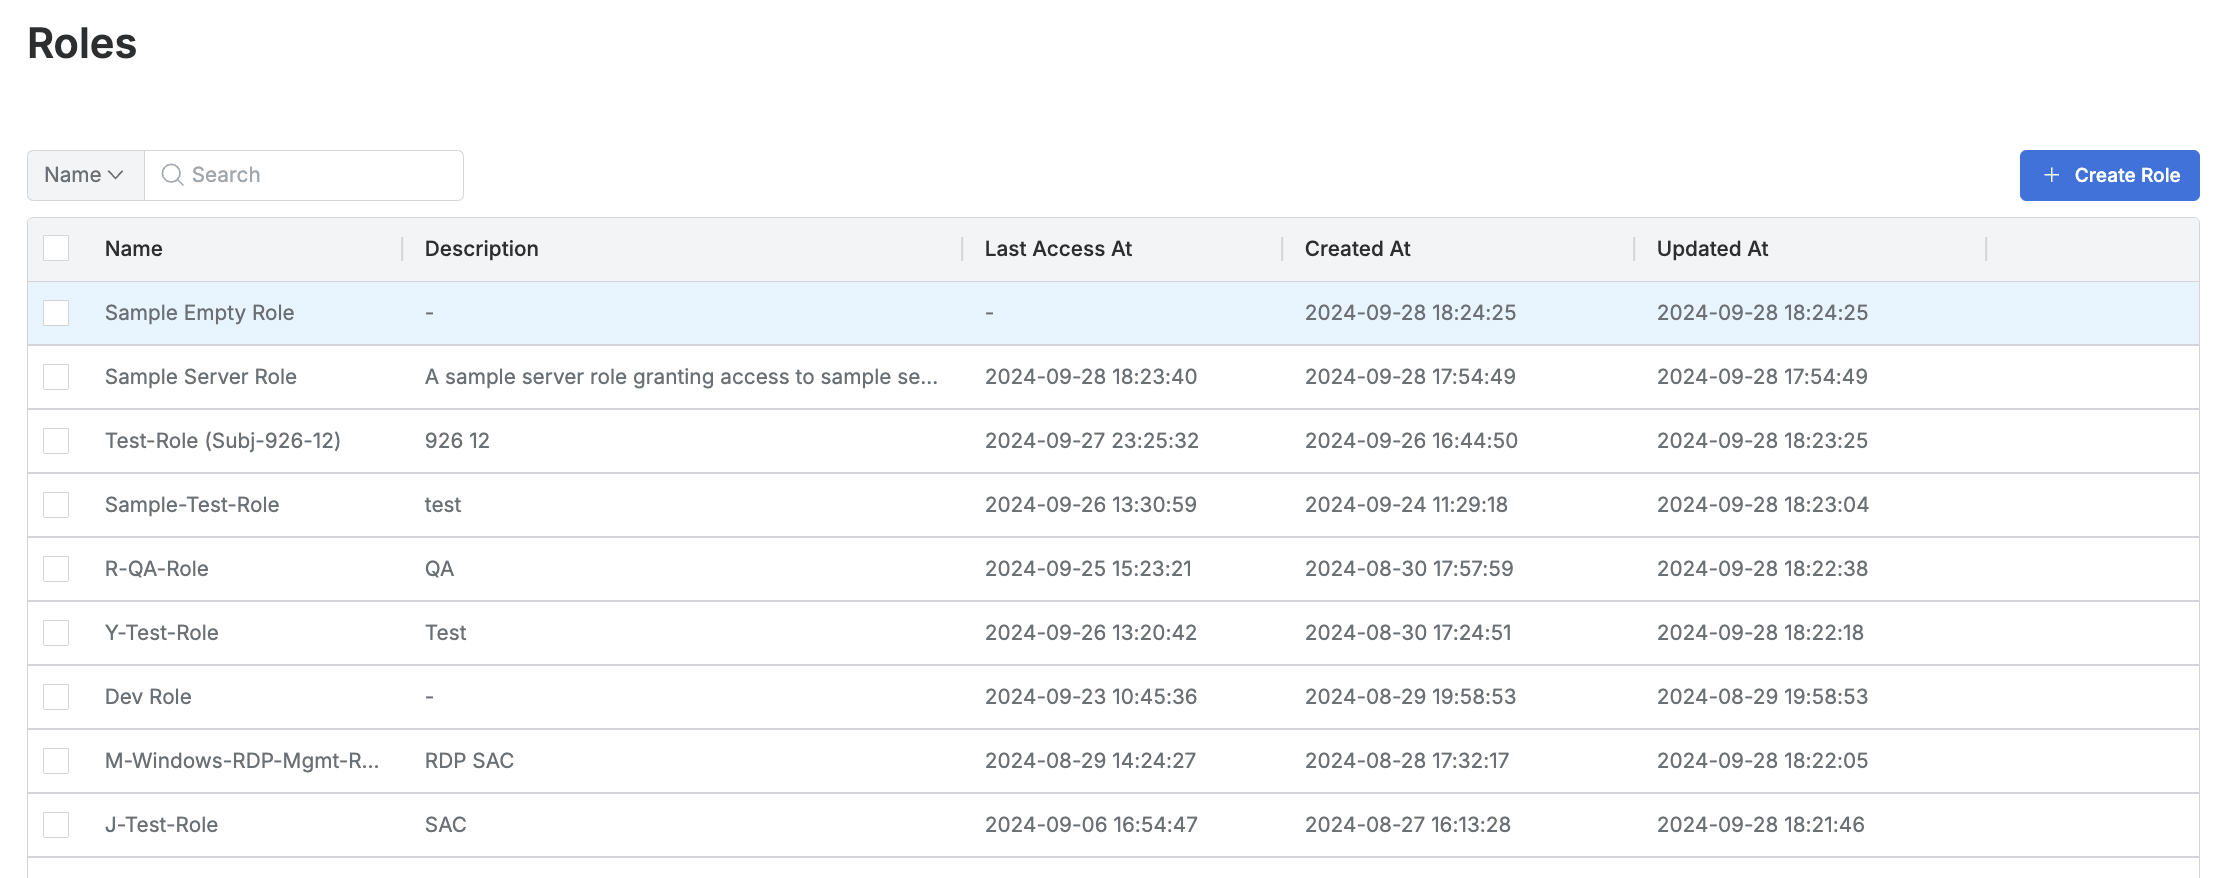 Roles
Name Search + Create Role
Name Description Last Access At Created At Updated At
Sample Empty Role - - 2024-09-28 18:24:25 2024-09-28 18:24:25
Sample Server Role A sample server role granting access to sample se... 2024-09-28 18:23:40 2024-09-28 17:54:49 2024-09-28 17:54:49
Test-Role (Subj-926-12) 926 12 2024-09-27 23:25:32 2024-09-26 16:44:50 2024-09-28 18:23:25
Sample-Test-Role test 2024-09-26 13:30:59 2024-09-24 11:29:18 2024-09-28 18:23:04
R-QA-Role QA 2024-09-25 15:23:21 2024-08-30 17:57:59 2024-09-28 18:22:38
Y-Test-Role Test 2024-09-26 13:20:42 2024-08-30 17:24:51 2024-09-28 18:22:18
Dev Role - 2024-09-23 10:45:36 2024-08-29 19:58:53 2024-08-29 19:58:53
M-Windows-RDP-Mgmt-R... RDP SAC 2024-08-29 14:24:27 2024-08-28 17:32:17 2024-09-28 18:22:05
J-Test-Role SAC 2024-09-06 16:54:47 2024-08-27 16:13:28 2024-09-28 18:21:46